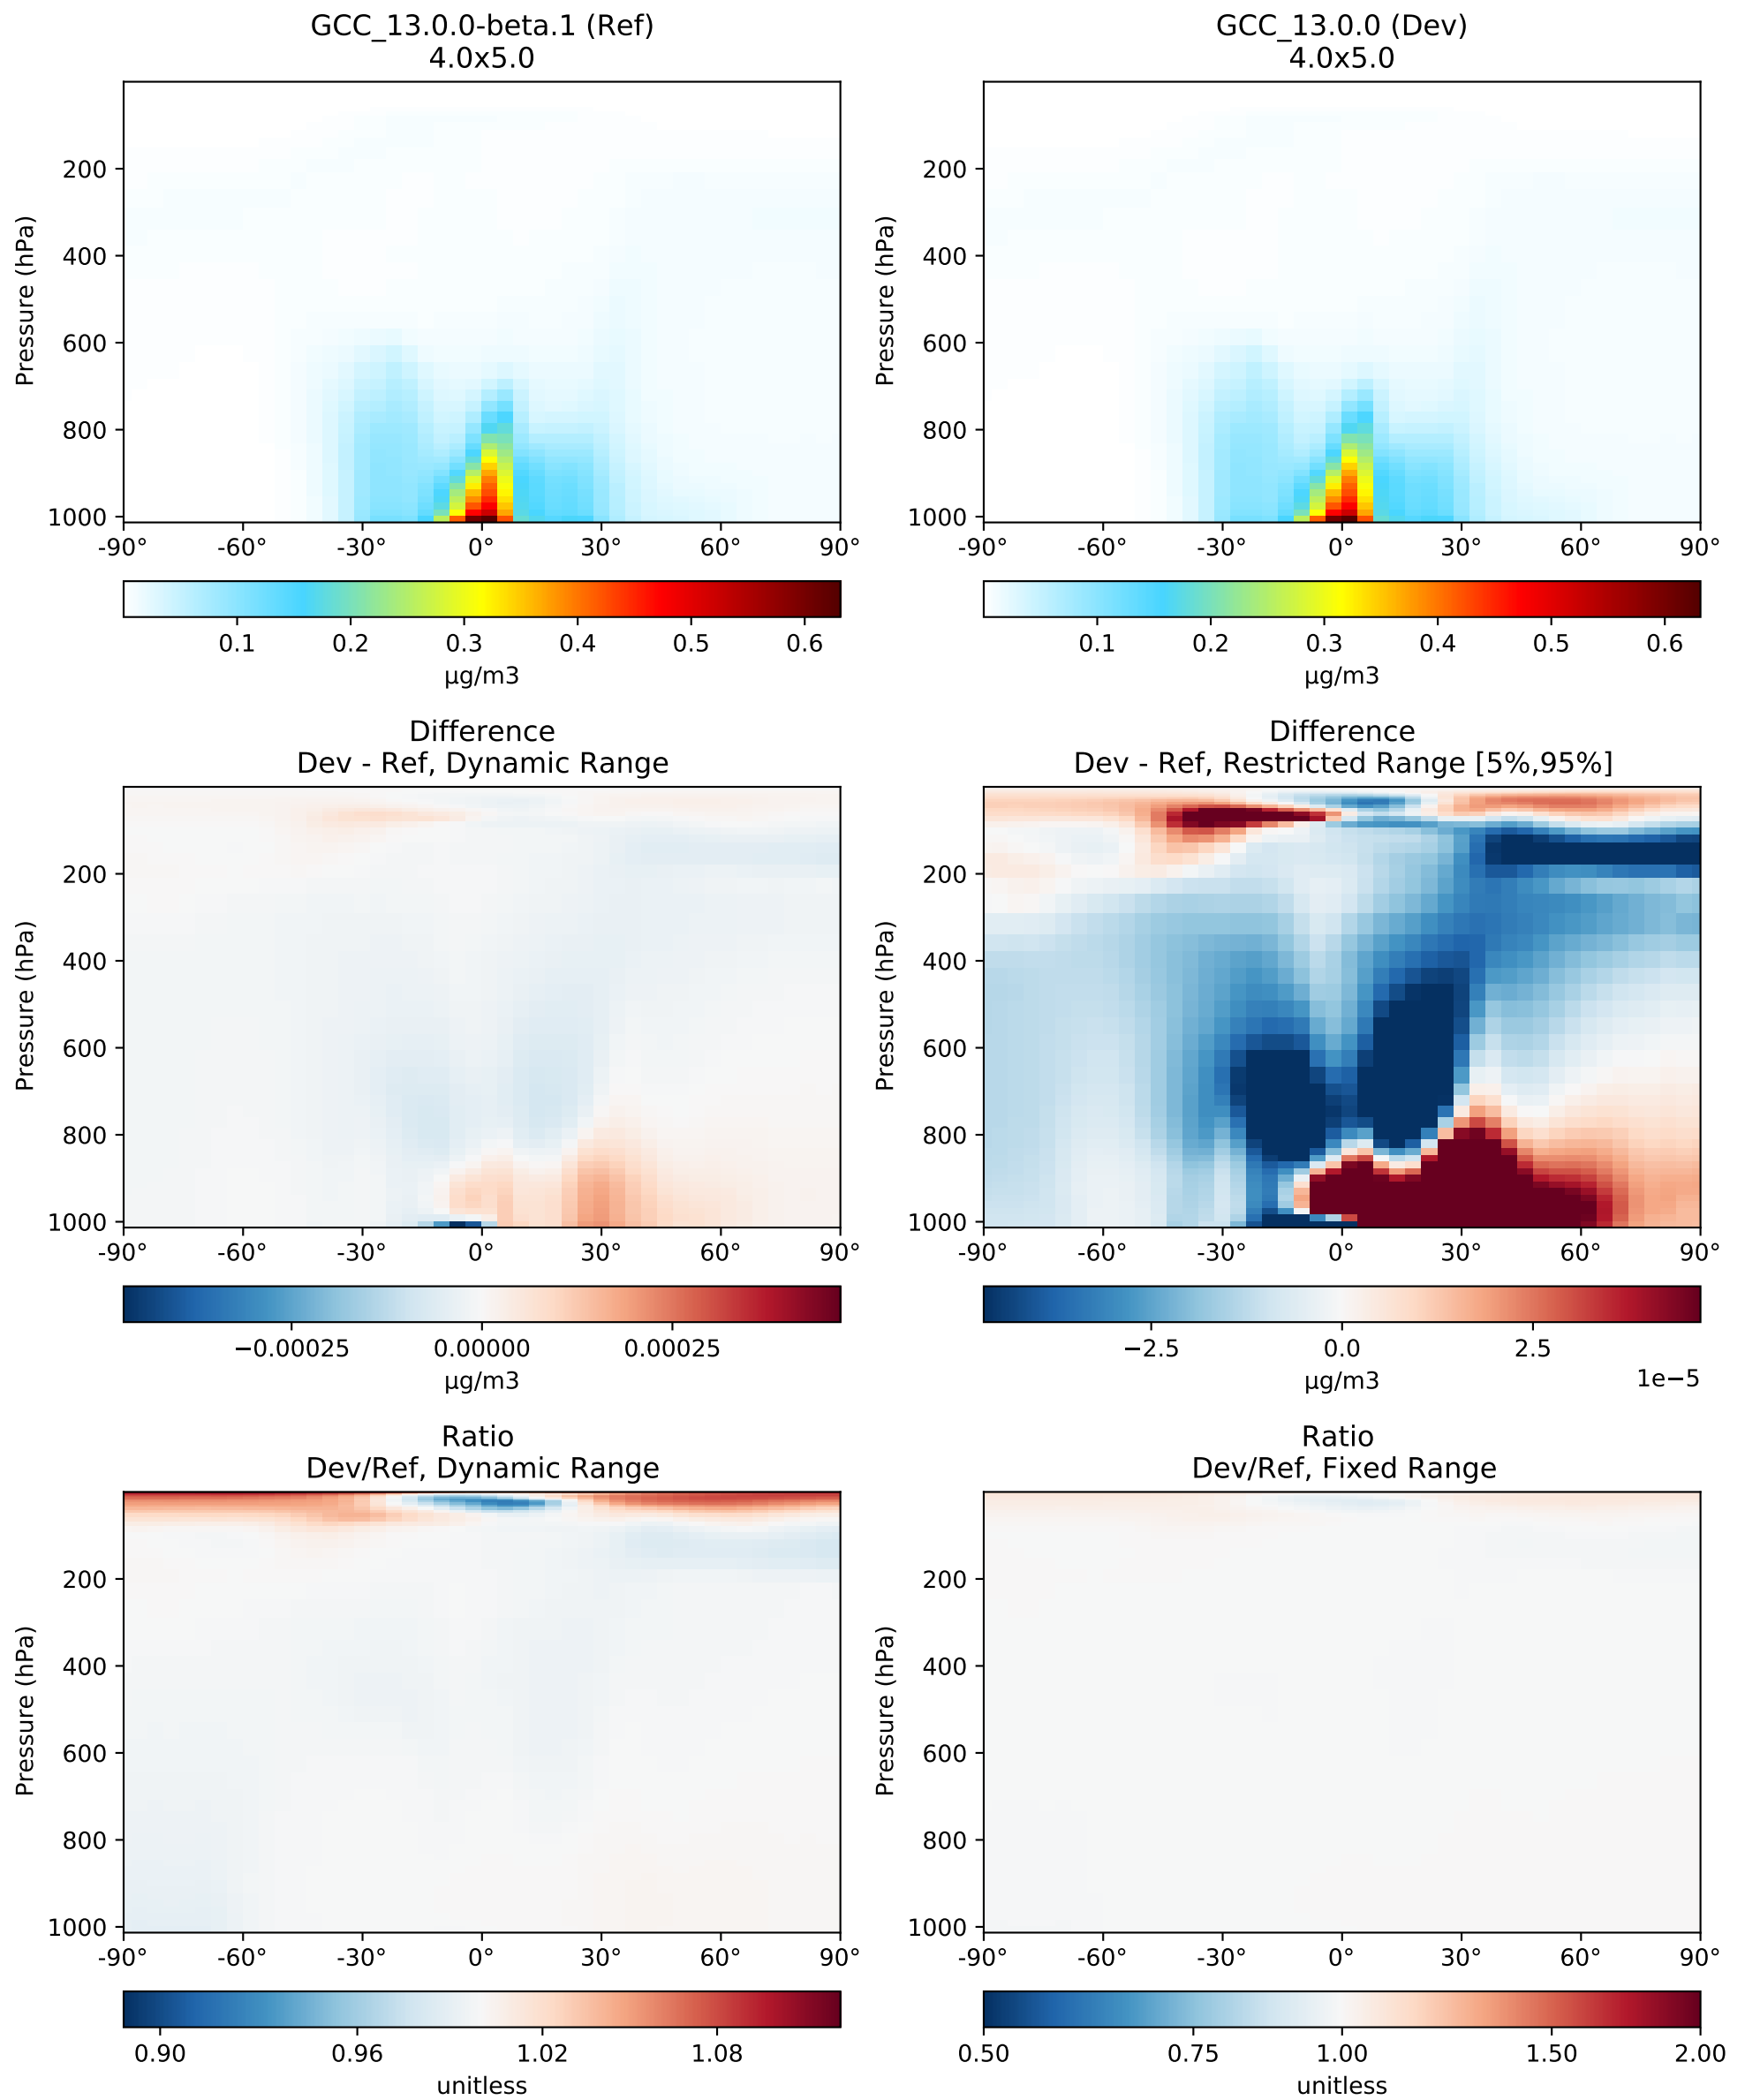 GCC_13.0.0-beta.1 (Ref)
4.0x5.0
GCC_13.0.0 (Dev)
4.0x5.0
Pressure (hPa)
200
400
600
800
1000
-90° -60° -30° 0° 30° 60° 90°
0.1 0.2 0.3 0.4 0.5 0.6
μg/m3
Pressure (hPa)
200
400
600
800
1000
-90° -60° -30° 0° 30° 60° 90°
0.1 0.2 0.3 0.4 0.5 0.6
μg/m3
Difference
Dev - Ref, Dynamic Range
Pressure (hPa)
200
400
600
800
1000
-90° -60° -30° 0° 30° 60° 90°
−0.00025 0.00000 0.00025
μg/m3
Difference
Dev - Ref, Restricted Range [5%,95%]
Pressure (hPa)
200
400
600
800
1000
-90° -60° -30° 0° 30° 60° 90°
−2.5 0.0 2.5
1e−5
μg/m3
Ratio
Dev/Ref, Dynamic Range
Pressure (hPa)
200
400
600
800
1000
-90° -60° -30° 0° 30° 60° 90°
0.90 0.96 1.02 1.08
unitless
Ratio
Dev/Ref, Fixed Range
Pressure (hPa)
200
400
600
800
1000
-90° -60° -30° 0° 30° 60° 90°
0.50 0.75 1.00 1.50 2.00
unitless